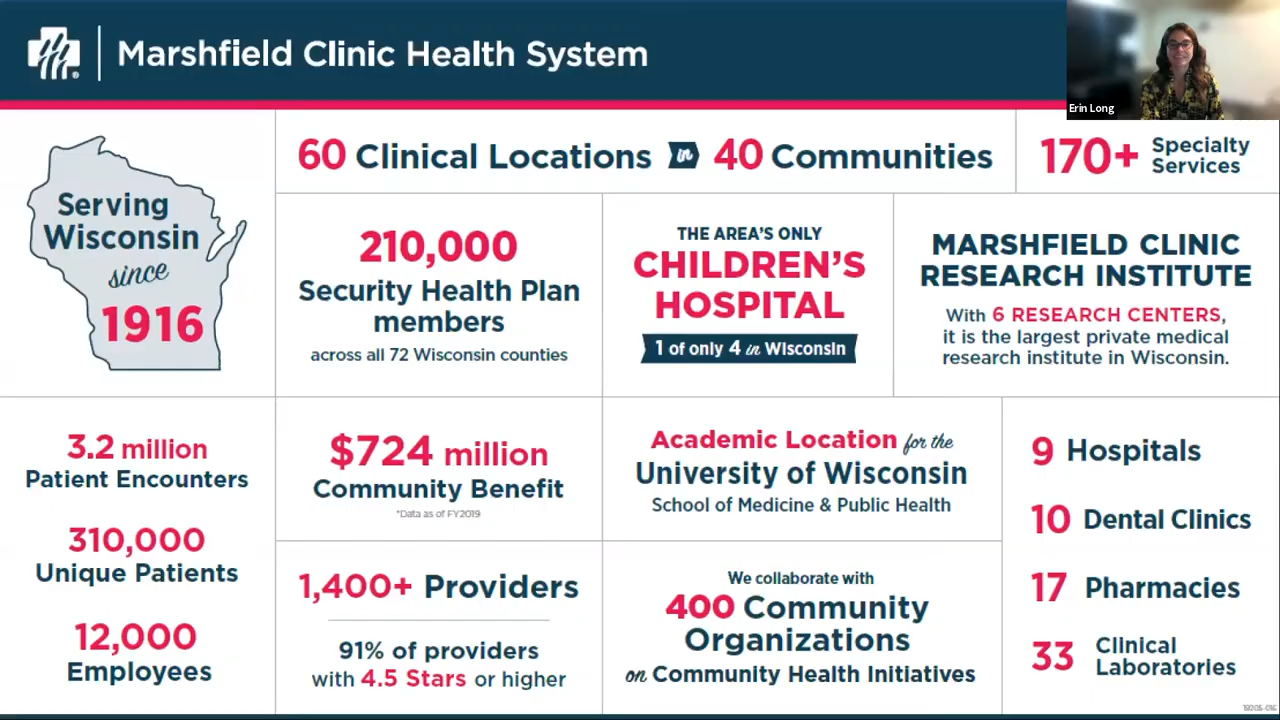 Marshfield Clinic Health System
Erin Long
Serving
Wisconsin
since
1916
60 Clinical Locations in 40 Communities
170+ Specialty
Services
210,000
Security Health Plan
members
across all 72 Wisconsin counties
THE AREA'S ONLY
CHILDREN'S
HOSPITAL
1 of only 4 in Wisconsin
MARSHFIELD CLINIC
RESEARCH INSTITUTE
With 6 RESEARCH CENTERS,
it is the largest private medical
research institute in Wisconsin.
3.2 million
Patient Encounters
310,000
Unique Patients
12,000
Employees
$724 million
Community Benefit
*Data as of FY2019
1,400+ Providers
91% of providers
with 4.5 Stars or higher
Academic Location for the
University of Wisconsin
School of Medicine & Public Health
We collaborate with
400 Community
Organizations
on Community Health Initiatives
9 Hospitals
10 Dental Clinics
17 Pharmacies
33 Clinical
Laboratories